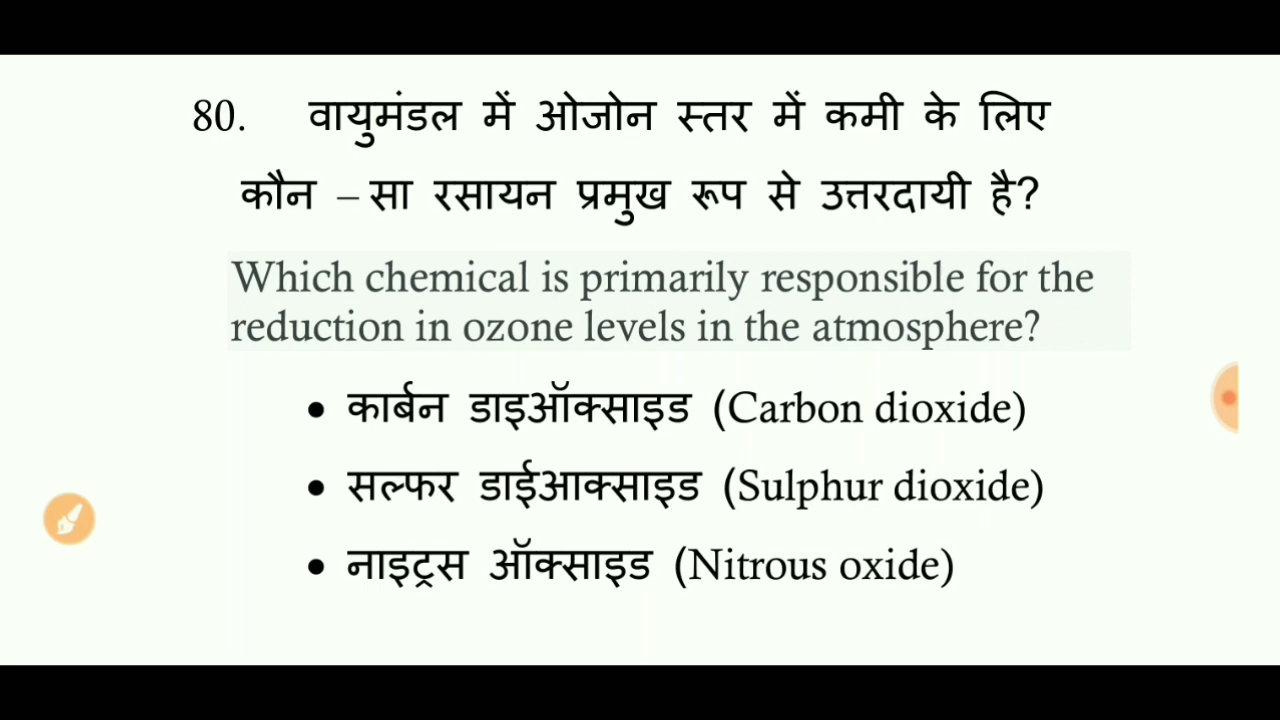 80. वायुमंडल में ओजोन स्तर में कमी के लिए
कौन – सा रसायन प्रमुख रूप से उत्तरदायी है?
Which chemical is primarily responsible for the
reduction in ozone levels in the atmosphere?
• कार्बन डाइऑक्साइड (Carbon dioxide)
• सल्फर डाईआक्साइड (Sulphur dioxide)
• नाइट्रस ऑक्साइड (Nitrous oxide)